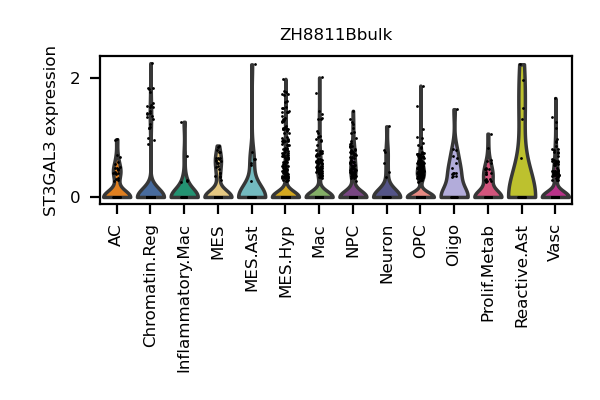 ZH8811Bbulk
ST3GAL3 expression
2
0
AC
Chromatin.Reg
Inflammatory.Mac
MES
MES.Ast
MES.Hyp
Mac
NPC
Neuron
OPC
Oligo
Prolif.Metab
Reactive.Ast
Vasc